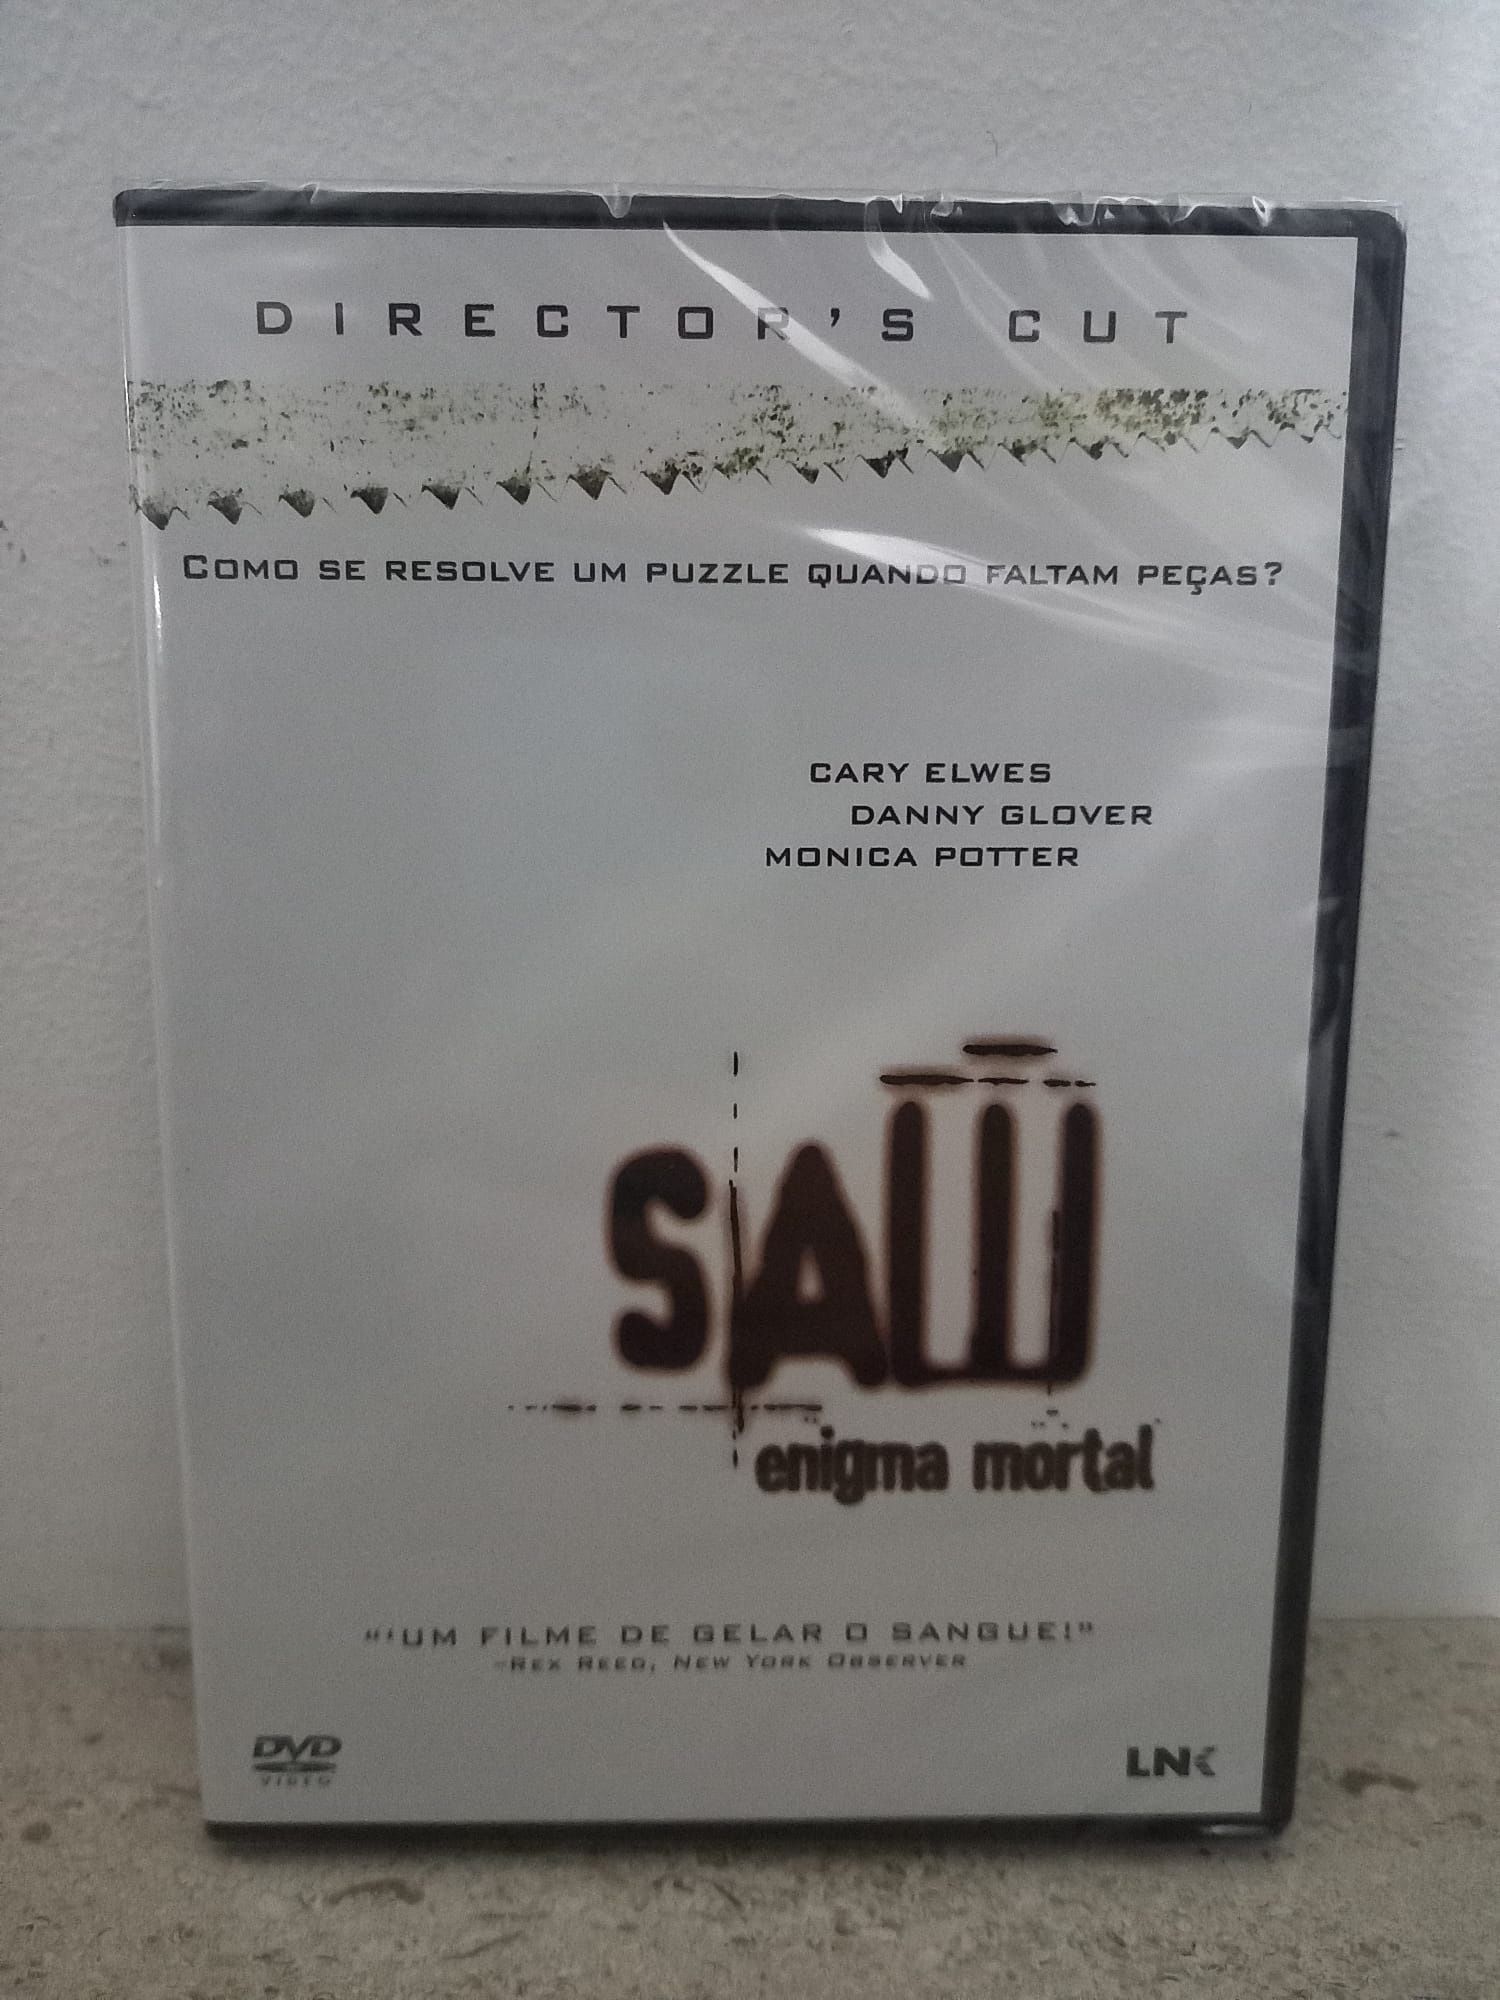 DIRECTOR'S CUT
COMO SE RESOLVE UM PUZZLE QUANDO FALTAM PEÇAS?
CARY ELWES
DANNY GLOVER
MONICA POTTER
SAW
enigma mortal
"'UM FILME DE GELAR O SANGUE!"
-REX REED, NEW YORK OBSERVER
DVD
VIDEO
LNK